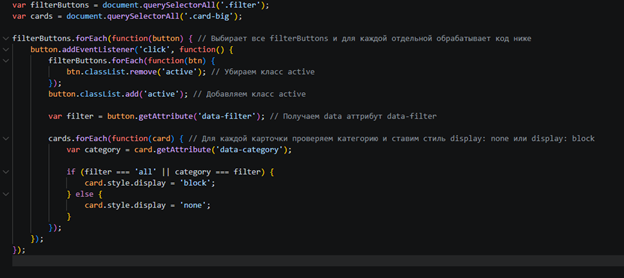 var filterButtons = document.querySelectorAll('.filter');
var cards = document.querySelectorAll('.card-big');

filterButtons.forEach(function(button) { // Выбирает все filterButtons и для каждой отдельной обрабатывает код ниже
    button.addEventListener('click', function() {
        filterButtons.forEach(function(btn) {
            btn.classList.remove('active'); // Убираем класс active
        });
        button.classList.add('active'); // Добавляем класс active

        var filter = button.getAttribute('data-filter'); // Получаем data аттрибут data-filter

        cards.forEach(function(card) { // Для каждой карточки проверяем категорию и ставим стиль display: none или display: block
            var category = card.getAttribute('data-category');

            if (filter === 'all' || category === filter) {
                card.style.display = 'block';
            } else {
                card.style.display = 'none';
            }
        });
    });
});